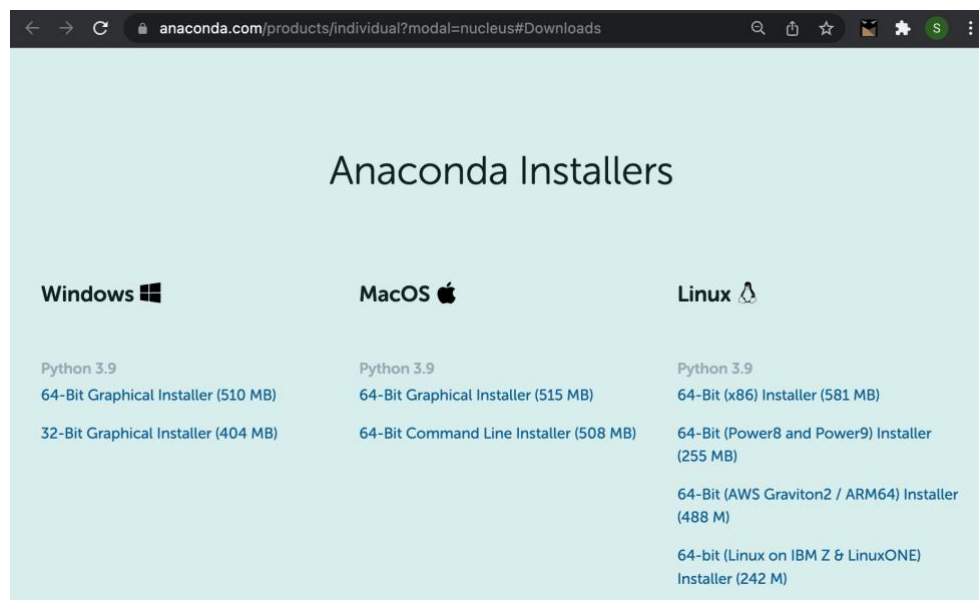 anaconda.com/products/individual?modal=nucleus#Downloads
S
Anaconda Installers
Windows
Python 3.9
64-Bit Graphical Installer (510 MB)
32-Bit Graphical Installer (404 MB)
MacOS
Python 3.9
64-Bit Graphical Installer (515 MB)
64-Bit Command Line Installer (508 MB)
Linux
Python 3.9
64-Bit (x86) Installer (581 MB)
64-Bit (Power8 and Power9) Installer
(255 MB)
64-Bit (AWS Graviton2 / ARM64) Installer
(488 M)
64-bit (Linux on IBM Z & LinuxONE)
Installer (242 M)